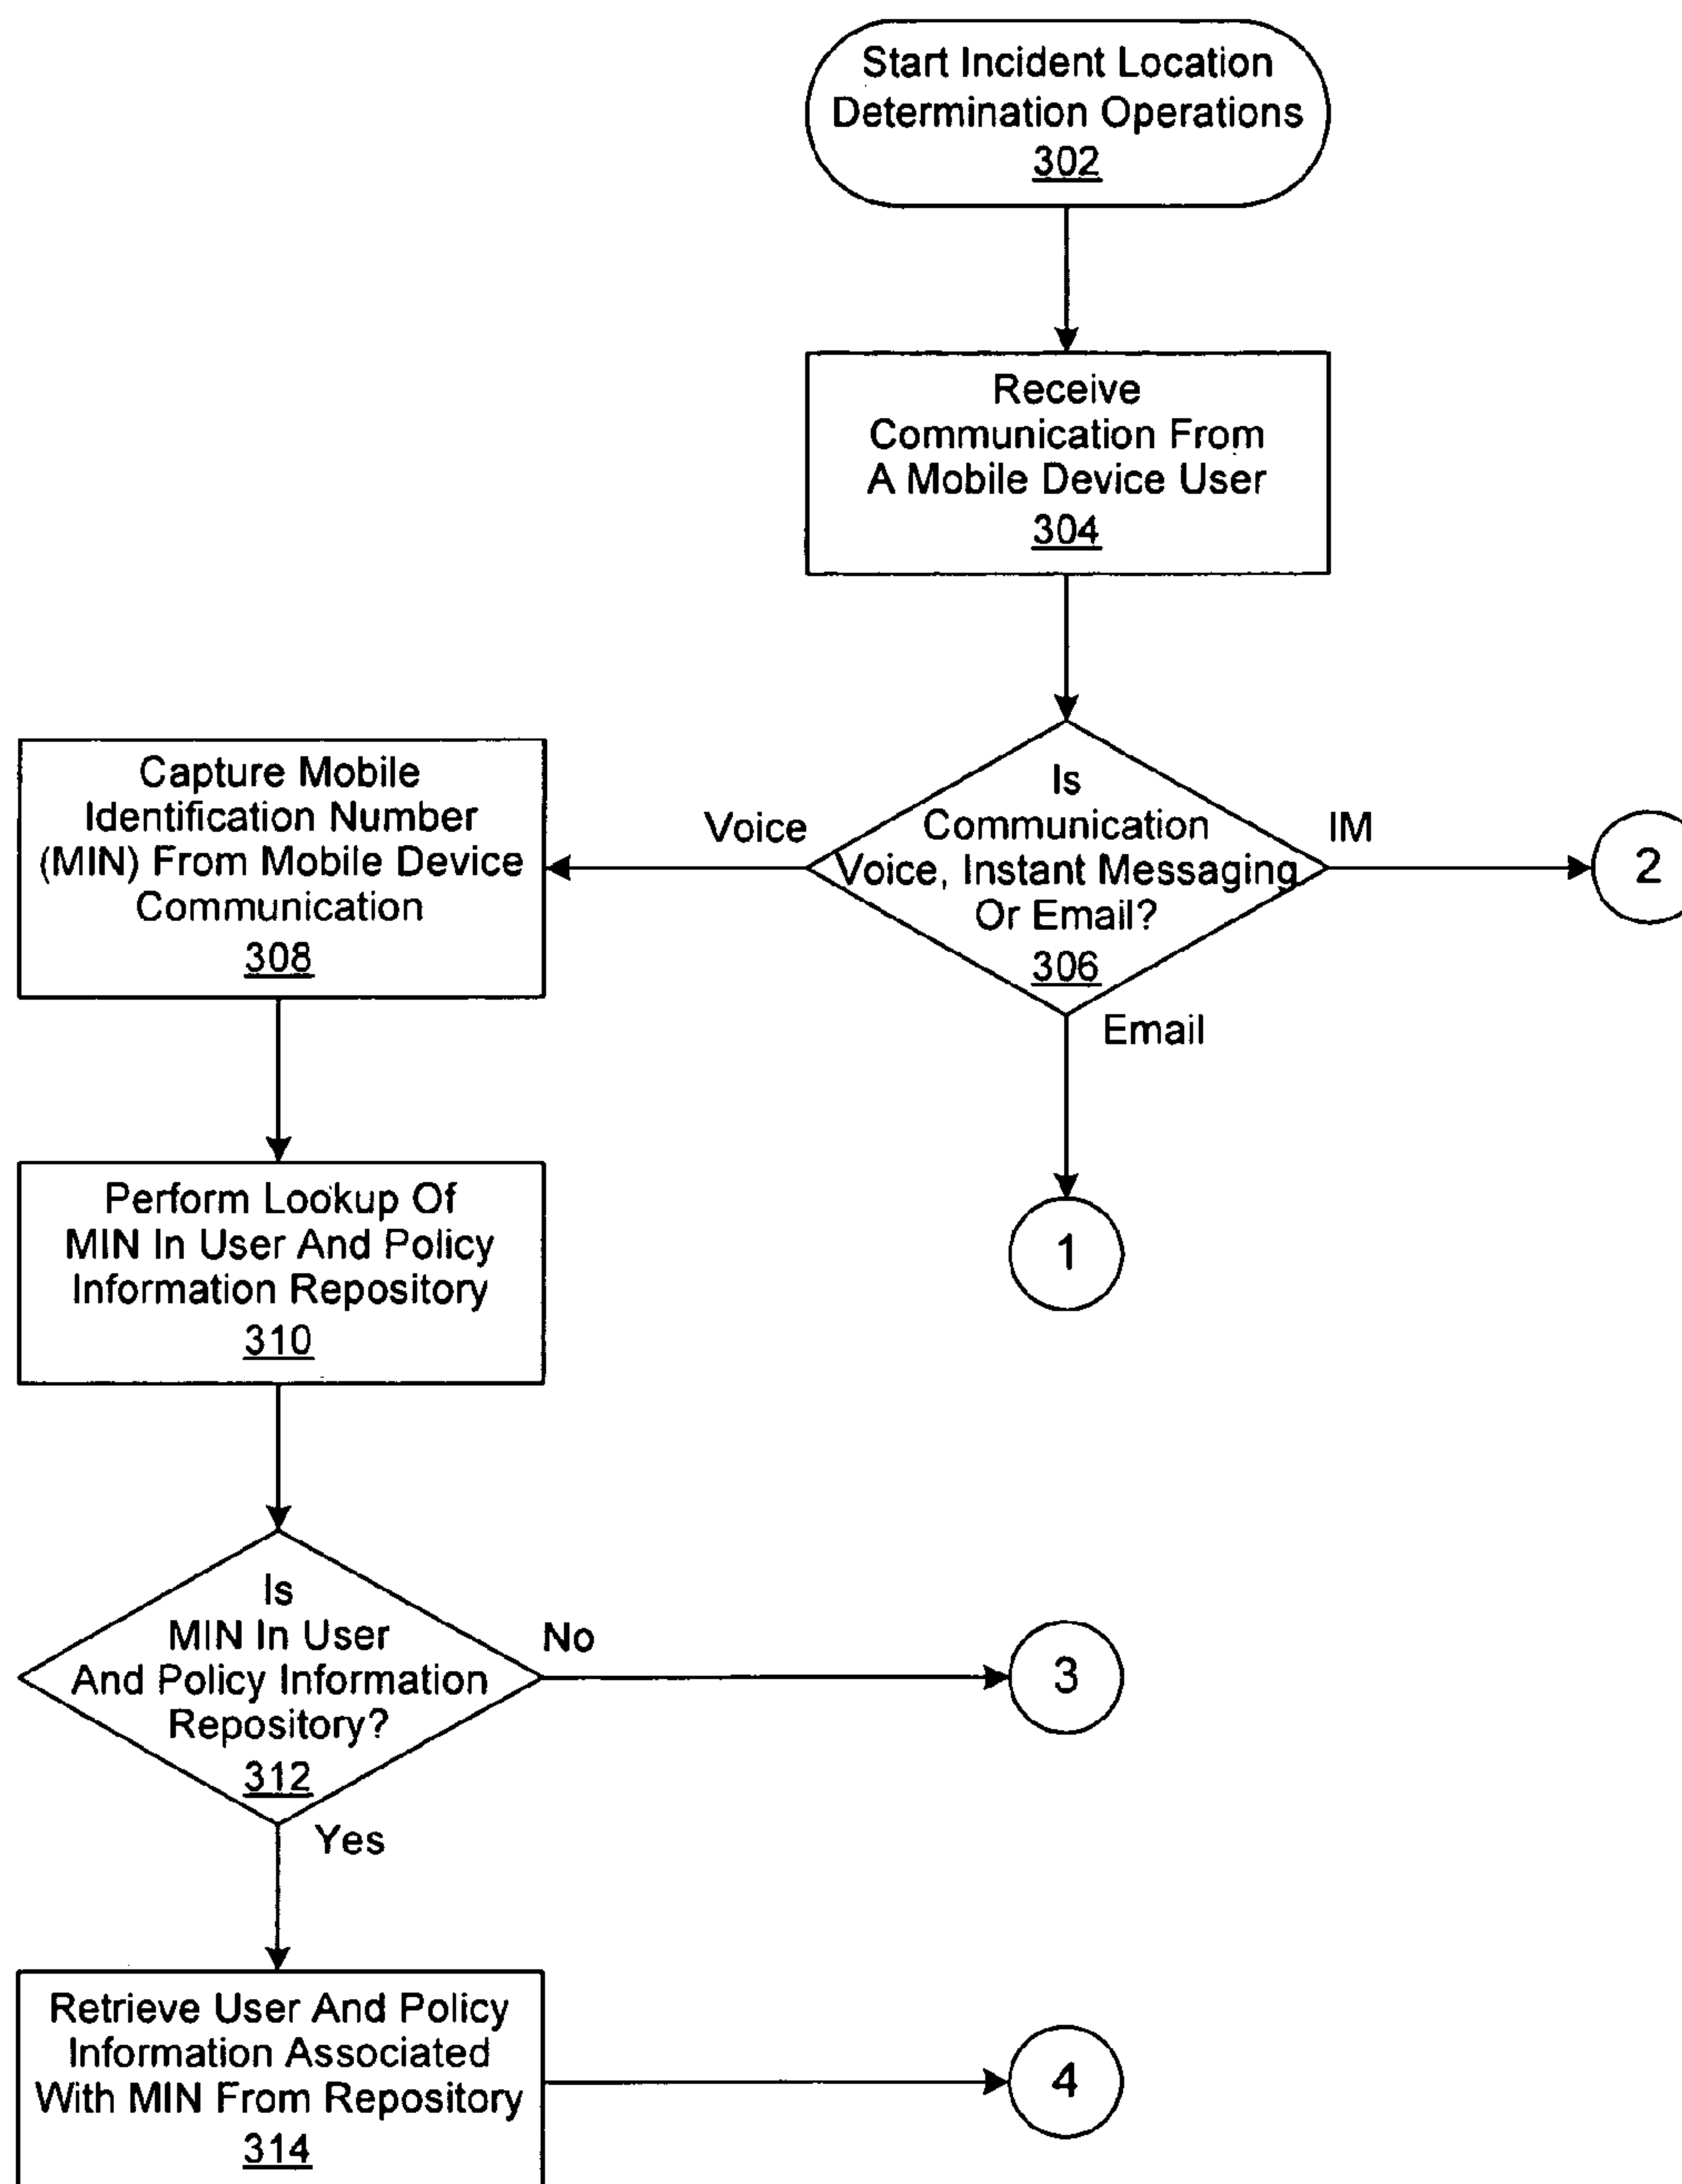 Start Incident Location
Determination Operations
302
Receive
Communication From
A Mobile Device User
304
Is
Communication
Voice, Instant Messaging
Or Email?
306
Voice
IM
2
Email
1
Capture Mobile
Identification Number
(MIN) From Mobile Device
Communication
308
Perform Lookup Of
MIN In User And Policy
Information Repository
310
Is
MIN In User
And Policy Information
Repository?
312
No
3
Yes
Retrieve User And Policy
Information Associated
With MIN From Repository
314
4